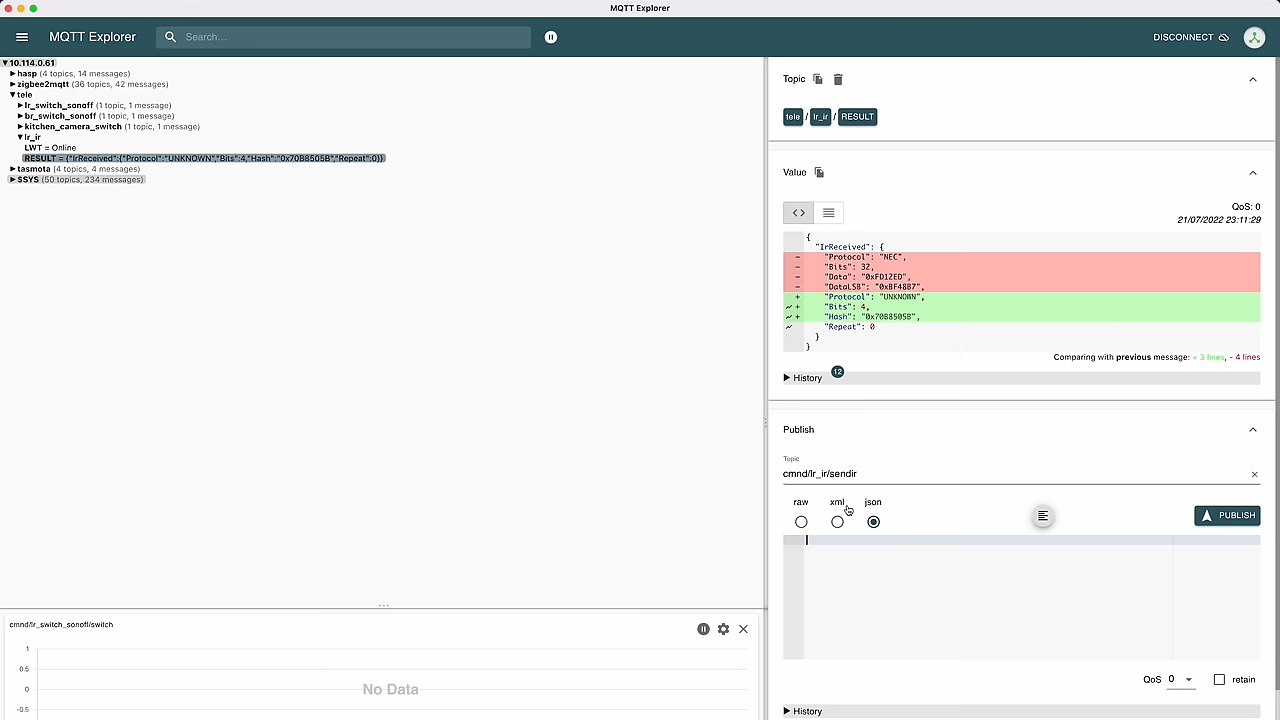 MQTT Explorer
MQTT Explorer
Search...
DISCONNECT
▼10.114.0.61
▶hasp (4 topics, 14 messages)
▶zigbee2mqtt (36 topics, 42 messages)
▼tele
▶lr_switch_sonoff (1 topic, 1 message)
▶br_switch_sonoff (1 topic, 1 message)
▶kitchen_camera_switch (1 topic, 1 message)
▼lr_ir
LWT = Online
RESULT = {"IrReceived":{"Protocol":"UNKNOWN","Bits":4,"Hash":"0x70B8505B","Repeat":0}}
▶tasmota (4 topics, 4 messages)
▶SSYS (50 topics, 234 messages)
Topic
tele / lr_ir / RESULT
Value
QoS: 0
21/07/2022 23:11:29
{
"IrReceived": {
- "Protocol": "NEC",
- "Bits": 32,
- "Data": "0xFD12ED",
- "DataLSB": "0xBF48B7",
+ "Protocol": "UNKNOWN",
+ "Bits": 4,
+ "Hash": "0x70B8505B",
"Repeat": 0
}
}
Comparing with previous message: + 3 lines, - 4 lines
▶ History 12
Publish
Topic
cmnd/lr_ir/sendir
raw xml json
PUBLISH
QoS 0 retain
▶ History
cmnd/lr_switch_sonoff/switch
1
0.5
0
-0.5
No Data